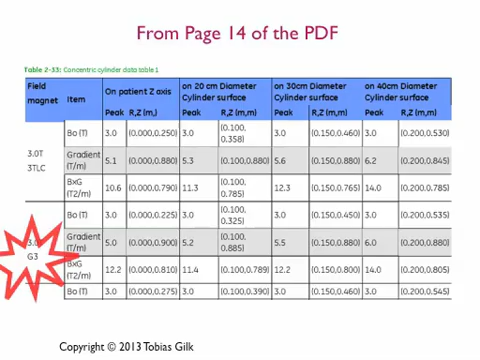 From Page 14 of the PDF
Table 2-33: Concentric cylinder data table 1
Field magnet Item On patient Z axis on 20 cm Diameter Cylinder surface on 30cm Diameter Cylinder surface on 40cm Diameter Cylinder surface
Peak R,Z (m,) Peak R,Z(m,m) Peak R,Z(m,m) Peak R,Z(m,m)
3.0T 3TLC
Bo (T) 3.0 (0.000,0.250) 3.0 (0.100, 0.358) 3.0 (0.150,0.460) 3.0 (0.200,0.530)
Gradient (T/m) 5.1 (0.000,0.880) 5.3 (0.100,0.880) 5.6 (0.150,0.880) 6.2 (0.200,0.845)
BxG (T2/m) 10.6 (0.000,0.790) 11.3 (0.100, 0.785) 12.3 (0.150,0.765) 14.0 (0.200,0.785)
3.0 G3
Bo (T) 3.0 (0.000,0.225) 3.0 (0.100, 0.325) 3.0 (0.150,0.450) 3.0 (0.200,0.535)
Gradient (T/m) 5.0 (0.000,0.900) 5.2 (0.100, 0.885) 5.5 (0.150,0.880) 6.0 (0.200,0.880)
BxG (T2/m) 12.2 (0.000,0.810) 11.4 (0.100,0.789) 12.2 (0.150,0.800) 14.0 (0.200,0.805)
Bo (T) 3.0 (0.000,0.275) 3.0 (0.100,0.390) 3.0 (0.150,0.460) 3.0 (0.200,0.545)
Copyright © 2013 Tobias Gilk